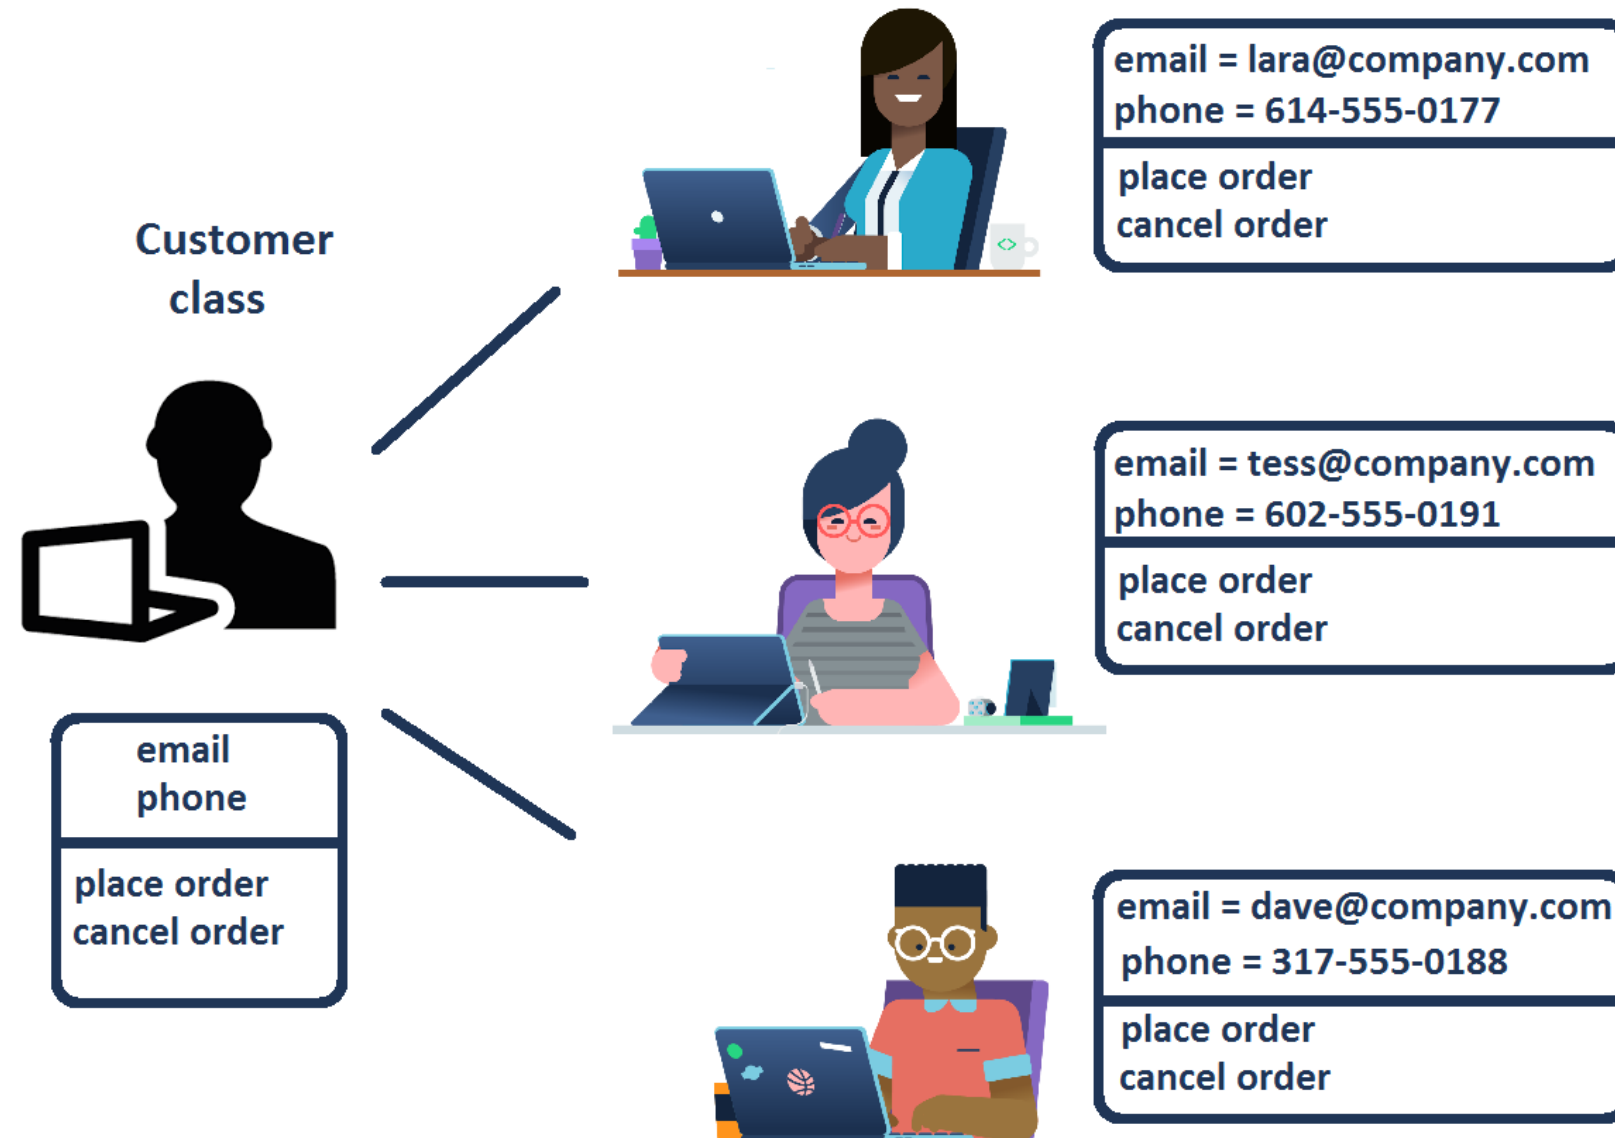 Customer
class
email
phone
place order
cancel order
email = lara@company.com
phone = 614-555-0177
place order
cancel order
<>
email = tess@company.com
phone = 602-555-0191
place order
cancel order
email = dave@company.com
phone = 317-555-0188
place order
cancel order